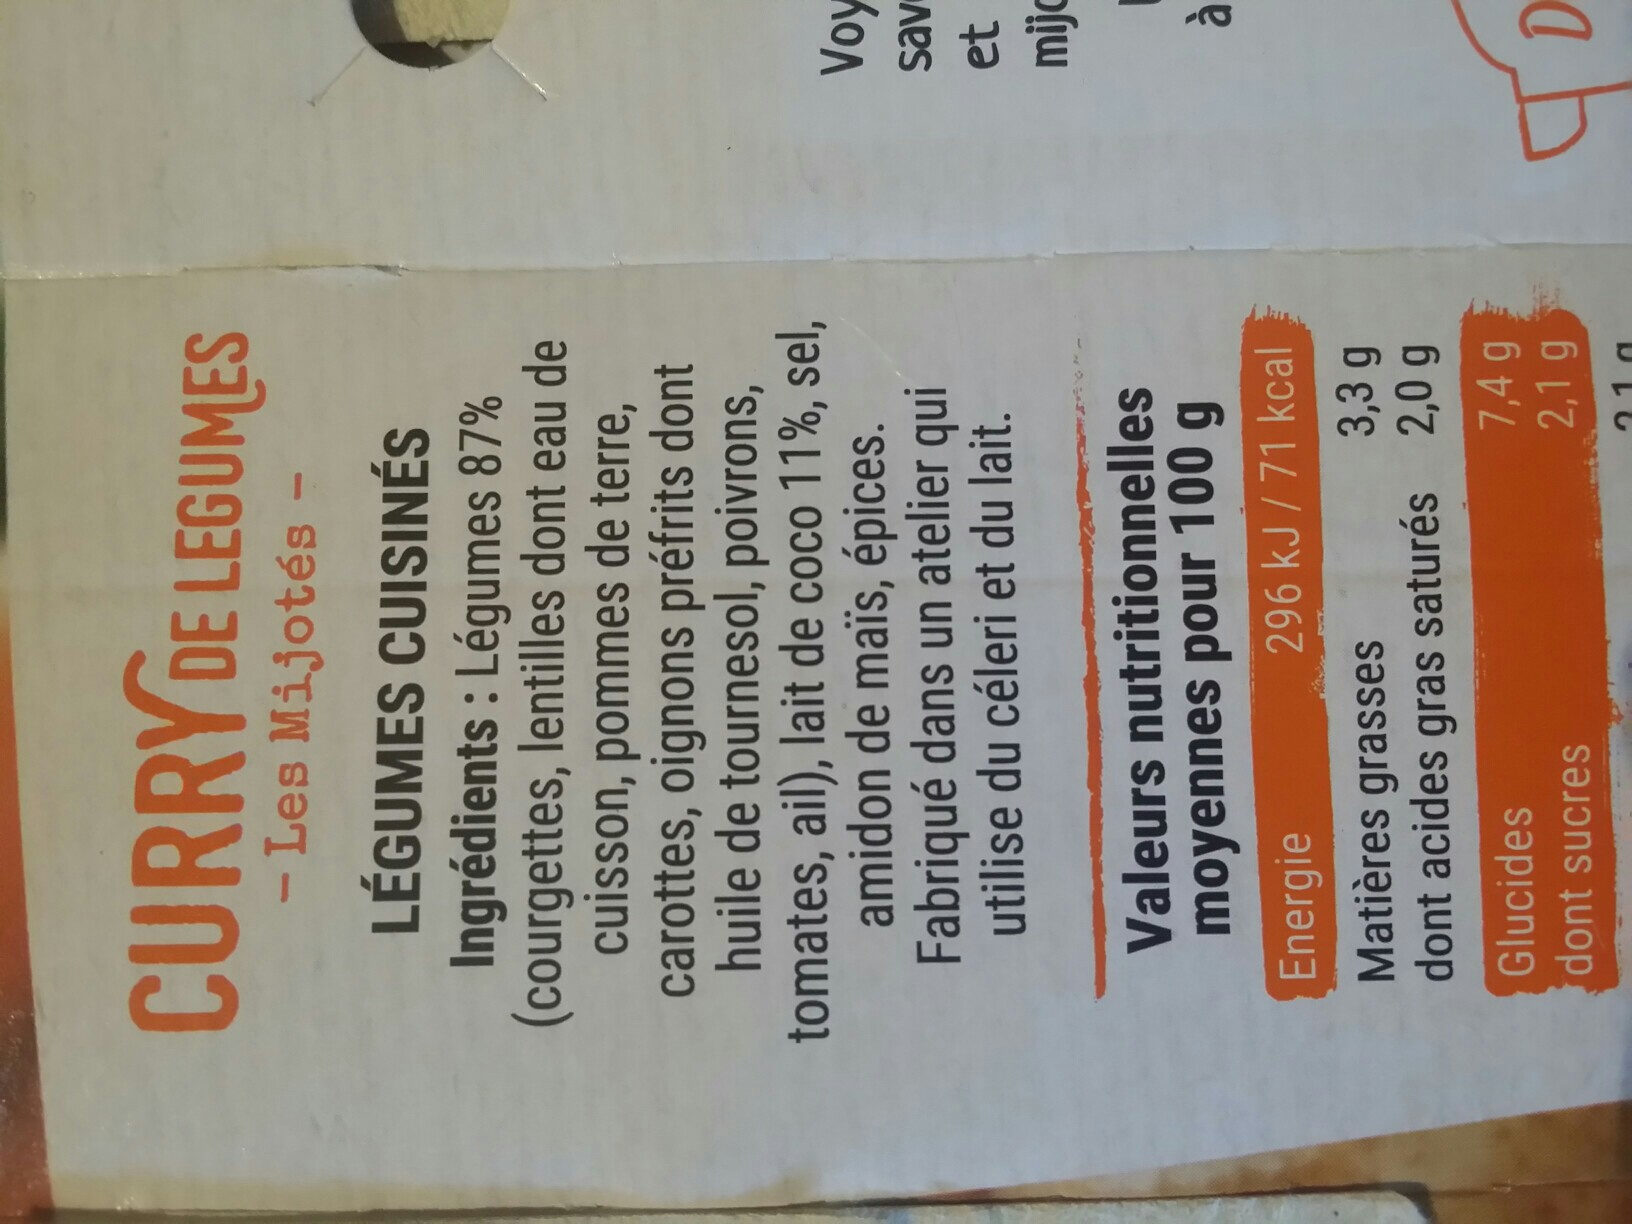 CURRY DE LEGUMES
- Les Mijotés -
LÉGUMES CUISINÉS
Ingrédients : Légumes 87%
(courgettes, lentilles dont eau de
cuisson, pommes de terre,
carottes, oignons préfrits dont
huile de tournesol, poivrons,
tomates, ail), lait de coco 11%, sel,
amidon de maïs, épices.
Fabriqué dans un atelier qui
utilise du céleri et du lait.
Valeurs nutritionnelles
moyennes pour 100 g
Energie 296 kJ / 71 kcal
Matières grasses 3,3 g
dont acides gras saturés 2,0 g
Glucides 7,4 g
dont sucres 2,1 g
et
à
D